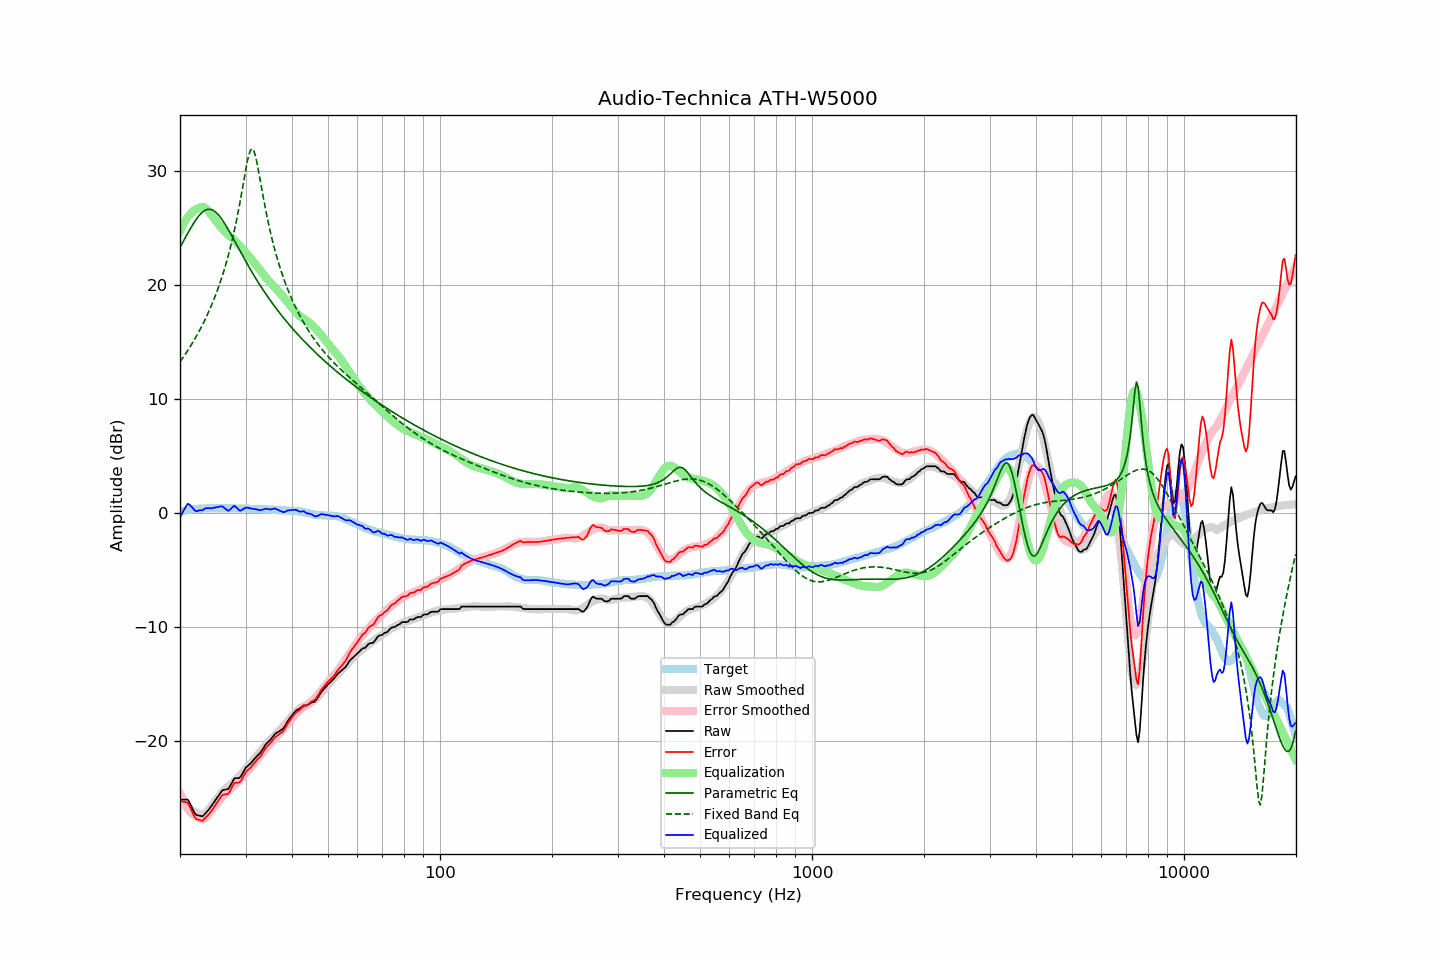 Audio-Technica ATH-W5000
Amplitude (dBr)
30
20
10
0
−10
−20
100
1000
10000
Frequency (Hz)
Target
Raw Smoothed
Error Smoothed
Raw
Error
Equalization
Parametric Eq
Fixed Band Eq
Equalized